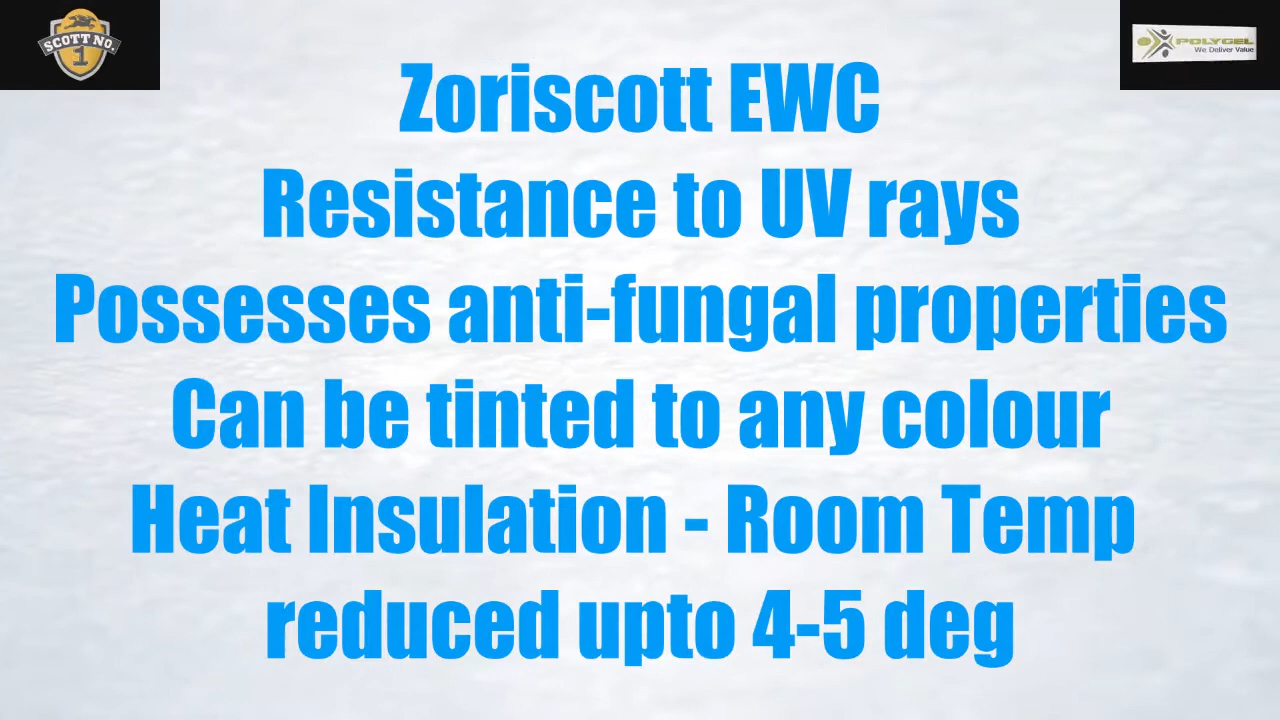 SCOTT NO.
1
POLYGEL
We Deliver Value
Zoriscott EWC
Resistance to UV rays
Possesses anti-fungal properties
Can be tinted to any colour
Heat Insulation - Room Temp
reduced upto 4-5 deg